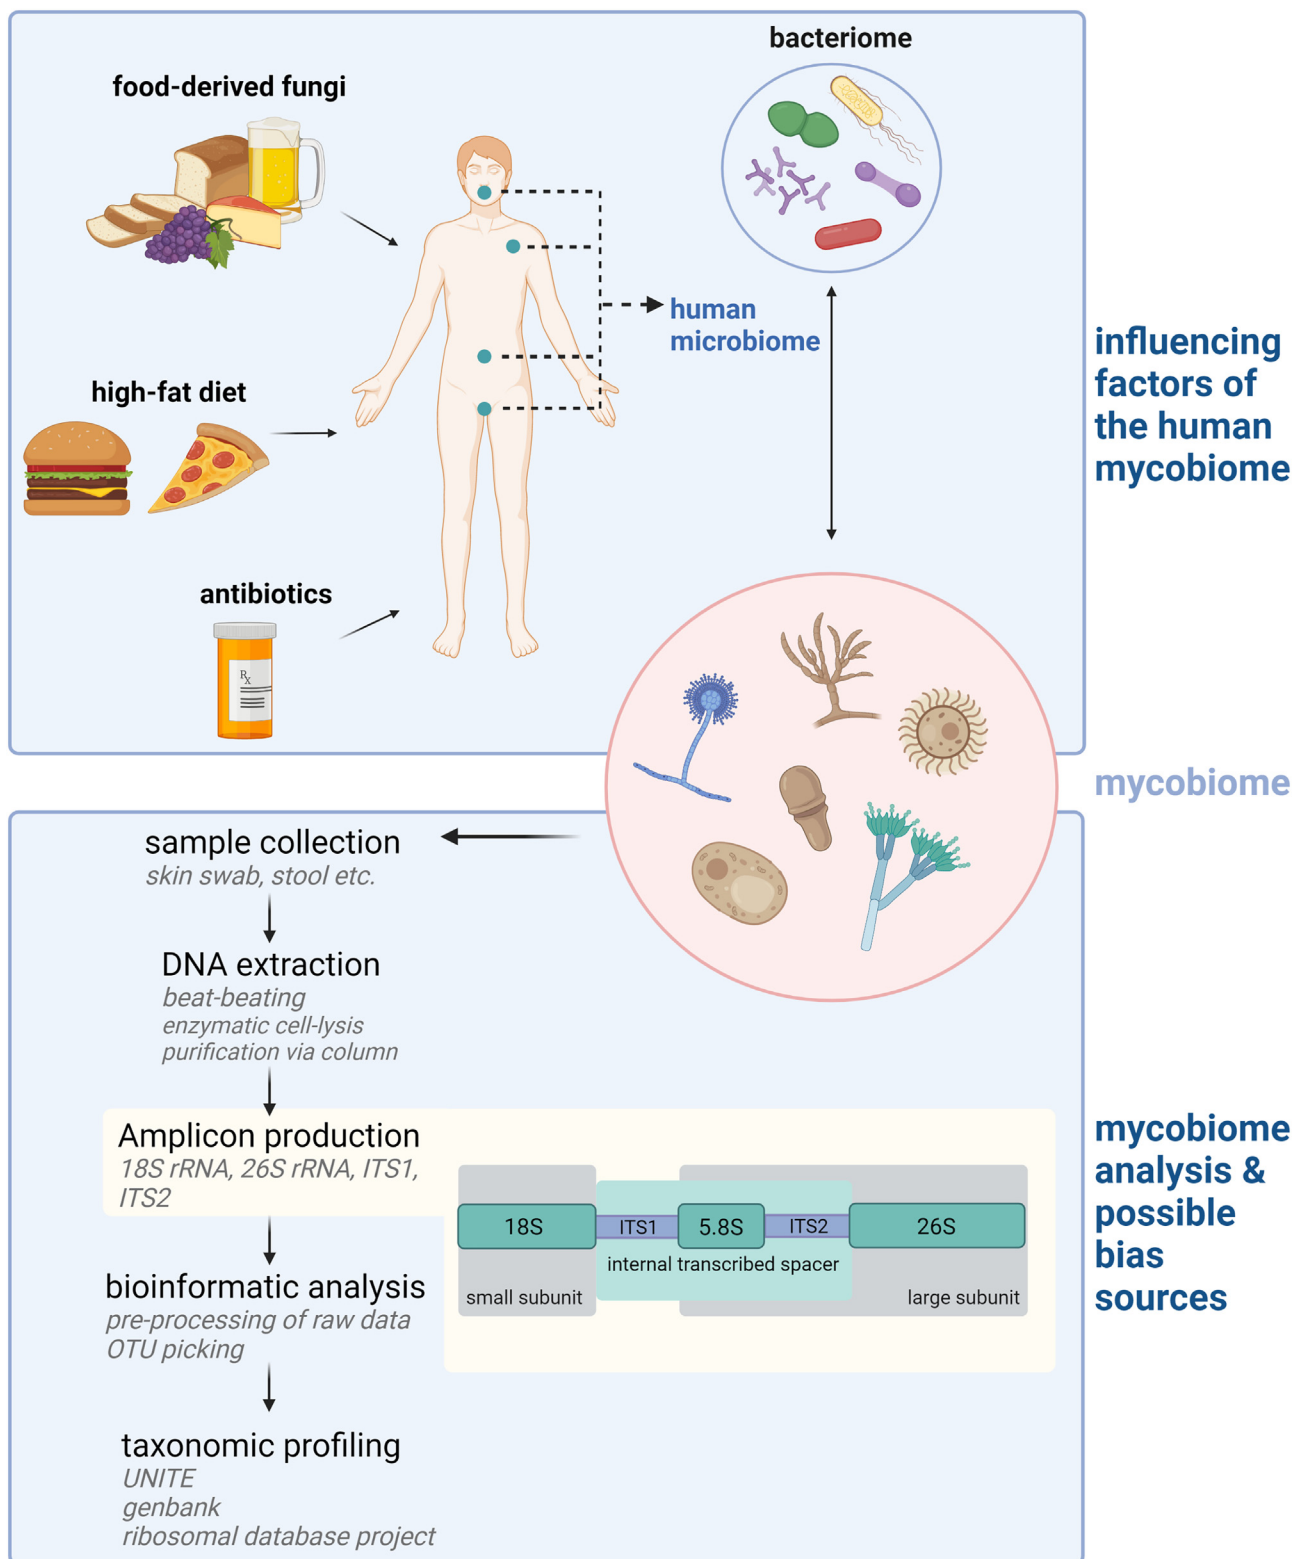 bacteriome
food-derived fungi
human
microbiome
high-fat diet
antibiotics
Rx
influencing
factors of
the human
mycobiome
mycobiome
sample collection
skin swab, stool etc.
DNA extraction
beat-beating
enzymatic cell-lysis
purification via column
Amplicon production
18S rRNA, 26S rRNA, ITS1,
ITS2
18S
ITS1
5.8S
ITS2
26S
internal transcribed spacer
small subunit
large subunit
bioinformatic analysis
pre-processing of raw data
OTU picking
taxonomic profiling
UNITE
genbank
ribosomal database project
mycobiome
analysis &
possible
bias
sources